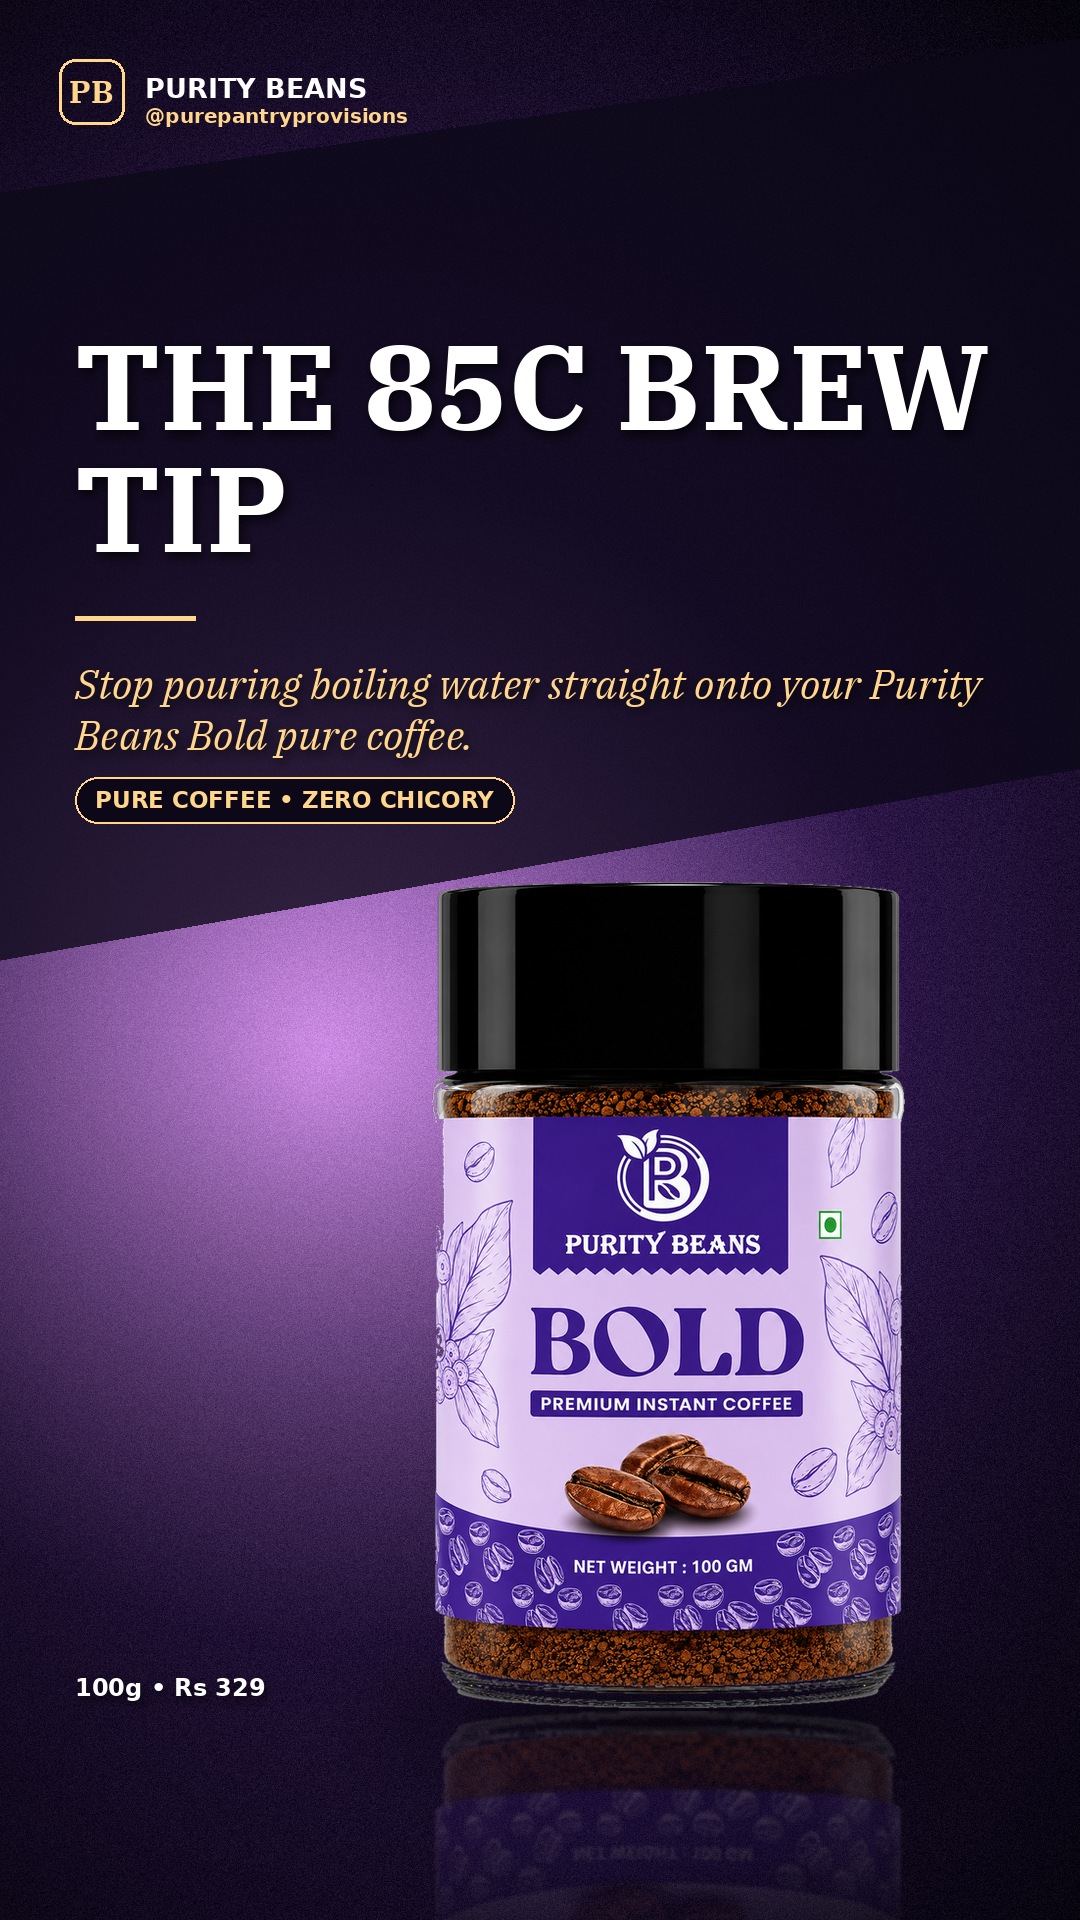 PB
PURITY BEANS
@purepantryprovisions
THE 85C BREW
TIP
Stop pouring boiling water straight onto your Purity
Beans Bold pure coffee.
PURE COFFEE • ZERO CHICORY
B
PURITY BEANS
BOLD
PREMIUM INSTANT COFFEE
NET WEIGHT : 100 GM
100g • Rs 329